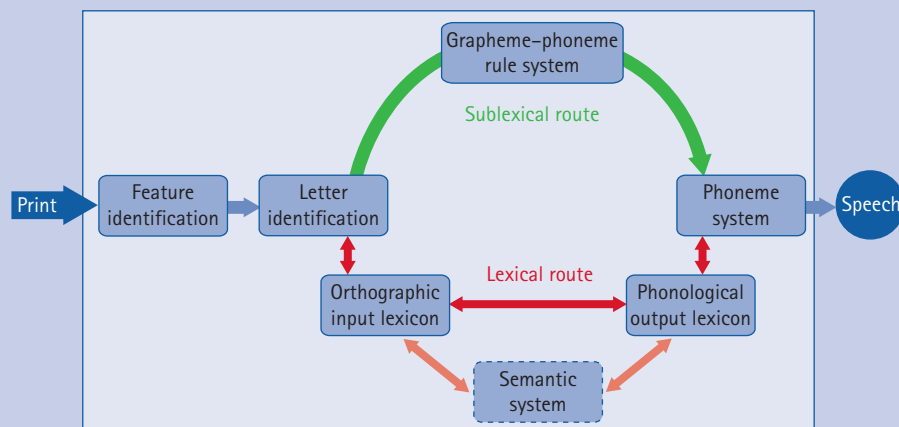 Grapheme–phoneme
rule system
Sublexical route
Print
Feature
identification
Letter
identification
Phoneme
system
Speech
Lexical route
Orthographic
input lexicon
Phonological
output lexicon
Semantic
system